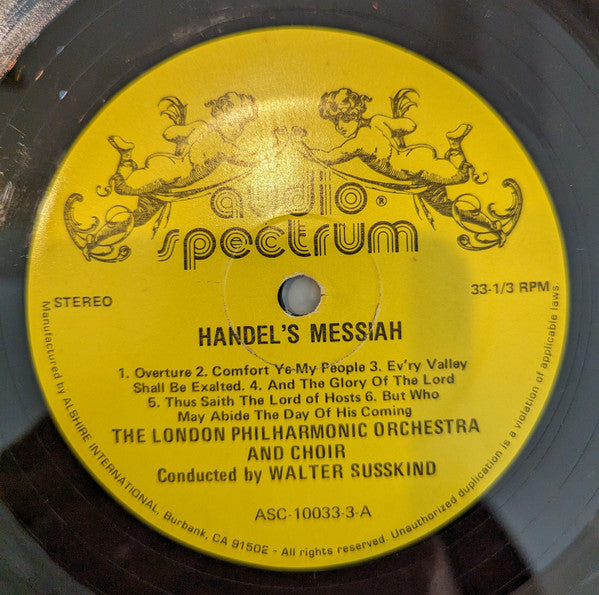 audio®
spectrum
STEREO
33-1/3 RPM
HANDEL'S MESSIAH
1. Overture 2. Comfort Ye My People 3. Ev'ry Valley
Shall Be Exalted. 4. And The Glory Of The Lord
5. Thus Saith The Lord of Hosts 6. But Who
May Abide The Day Of His Coming
THE LONDON PHILHARMONIC ORCHESTRA
AND CHOIR
Conducted by WALTER SUSSKIND
ASC-10033-3-A
Manufactured by ALSHIRE INTERNATIONAL, Burbank, CA 91502 - All rights reserved. Unauthorized duplication is a violation of applicable laws.